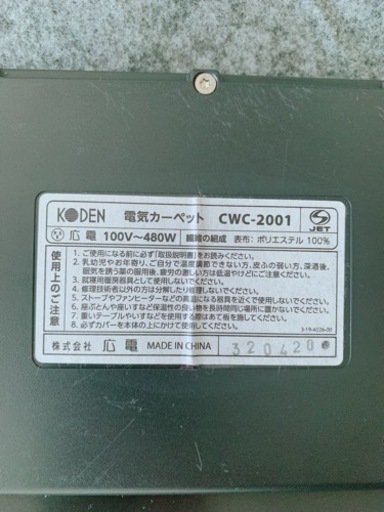 KODEN 電気カーペット CWC-2001
広電 100V～480W 繊維の組成 表布：ポリエステル 100%
JET
使用上のご注意
1. ご使用になる前に必ず「取扱説明書」をお読みください。
2. 乳幼児やお年寄りなど、ご自分で温度調節できない方、皮ふの弱い方、深酒後、
眠気を誘う薬の服用後、疲労の激しい方は低温やけどにご注意ください。
3. 就寝用暖房器具としてのご使用はおやめください。
4. 修理技術者以外の方は分解したり修理をしないでください。
5. ストーブやファンヒーターなどの高温になる器具を近くで使用しないでください。
6. 座ぶとんや座いすなど保温性の良い物を長時間同じ場所に置かないでください。
7. 重いテーブルやいすなどを使用する際はあて板を施してください。
8. 必ずカバーを本体の上にかけて使用してください。
株式会社 広電 MADE IN CHINA 320420